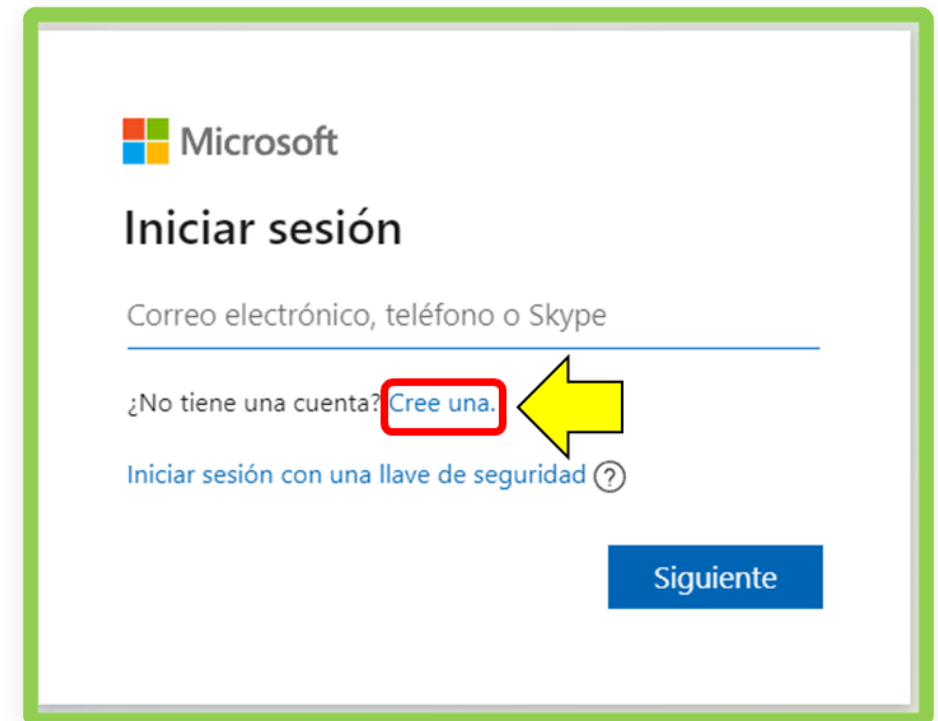 Microsoft
Iniciar sesión
Correo electrónico, teléfono o Skype
¿No tiene una cuenta? Cree una.
Iniciar sesión con una llave de seguridad ?
Siguiente